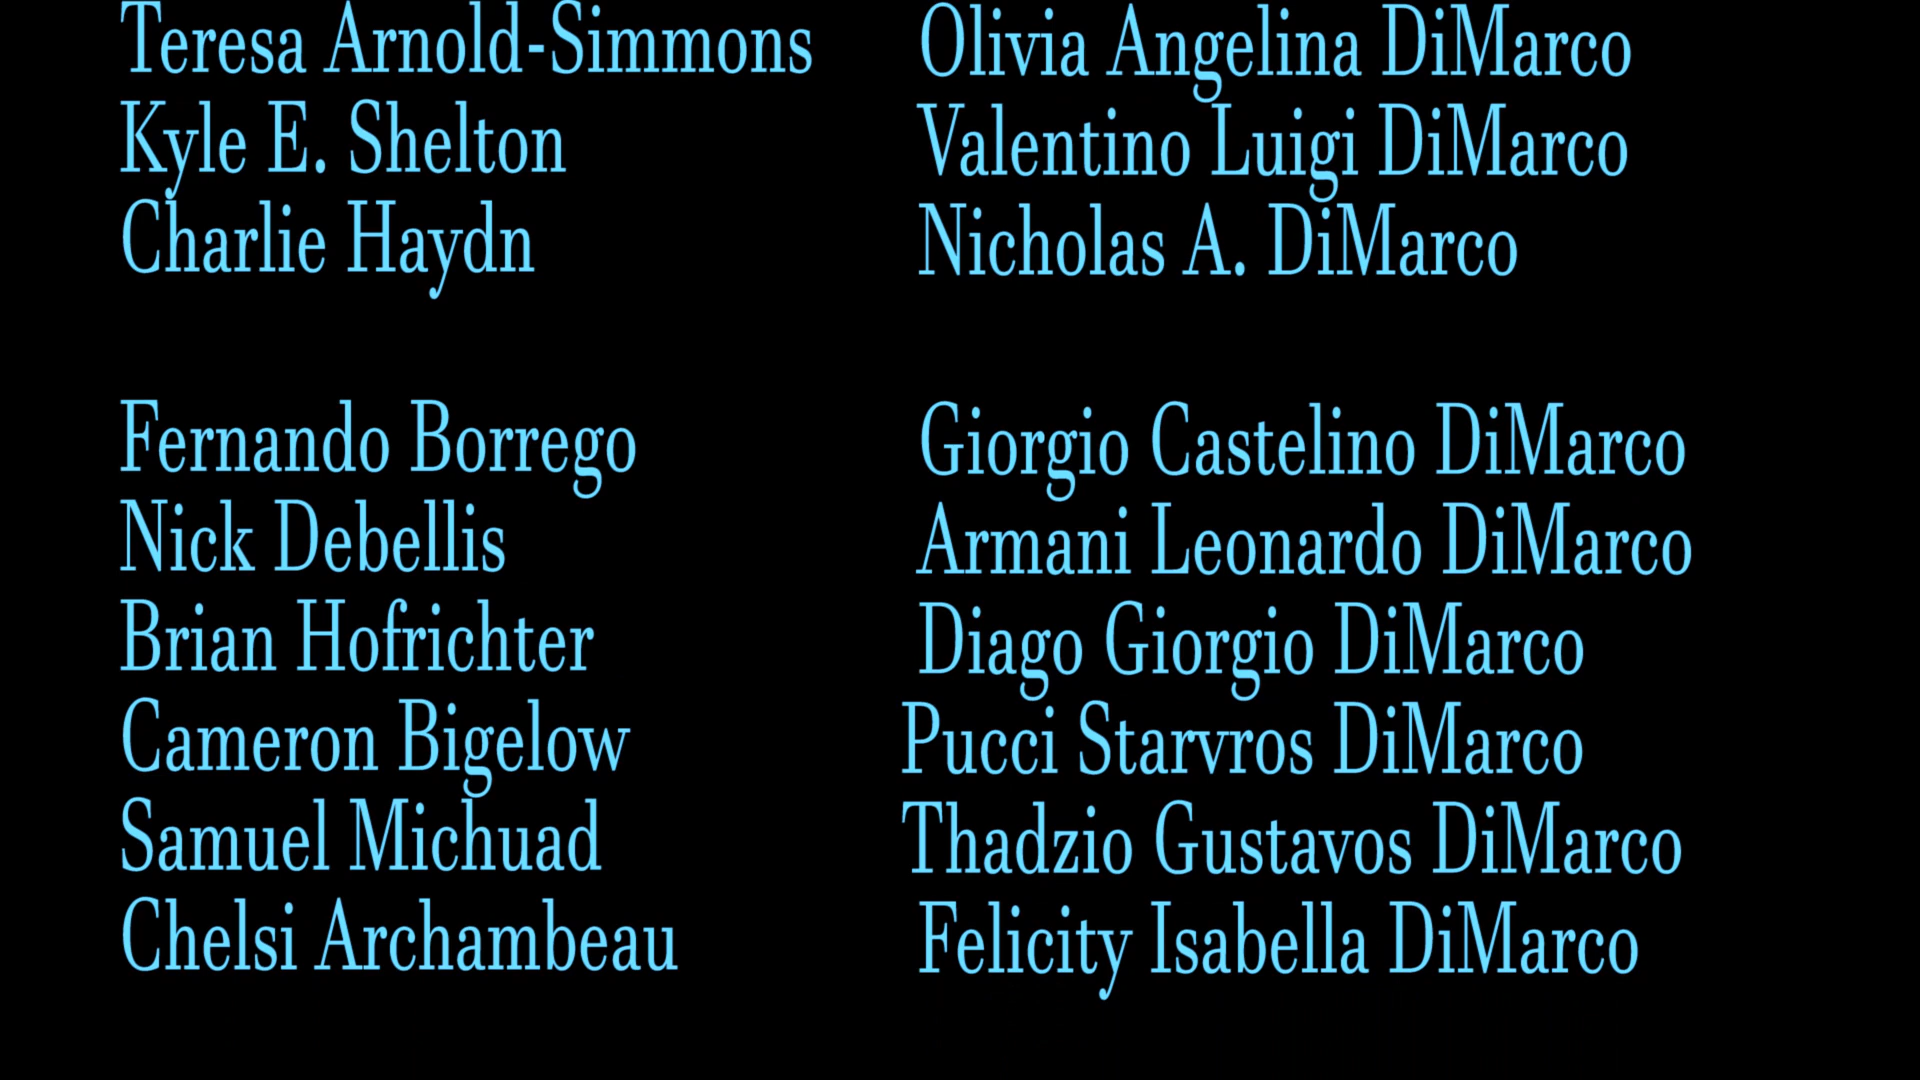 Teresa Arnold-Simmons
Kyle E. Shelton
Charlie Haydn
Fernando Borrego
Nick Debellis
Brian Hofrichter
Cameron Bigelow
Samuel Michuad
Chelsi Archambeau
Olivia Angelina DiMarco
Valentino Luigi DiMarco
Nicholas A. DiMarco
Giorgio Castelino DiMarco
Armani Leonardo DiMarco
Diago Giorgio DiMarco
Pucci Starvros DiMarco
Thadzio Gustavos DiMarco
Felicity Isabella DiMarco